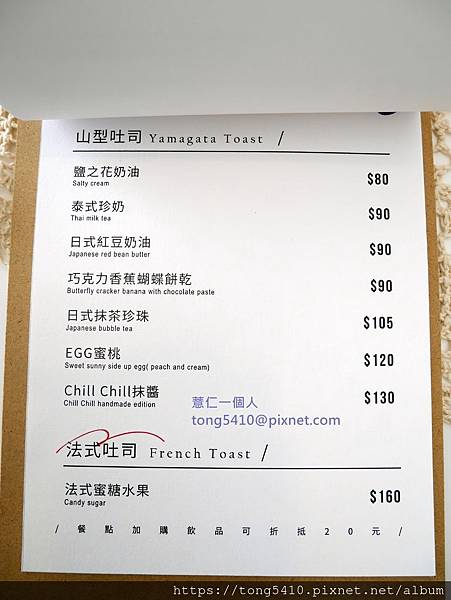 山型吐司 Yamagata Toast /
鹽之花奶油
Salty cream
$80
泰式珍奶
Thai milk tea
$90
日式紅豆奶油
Japanese red bean butter
$90
巧克力香蕉蝴蝶餅乾
Butterfly cracker banana with chocolate paste
$90
日式抹茶珍珠
Japanese bubble tea
$105
EGG蜜桃
Sweet sunny side up egg( peach and cream)
$120
Chill Chill抹醬
Chill Chill handmade edition
$130
薏仁一個人
tong5410@pixnet.com
法式吐司 French Toast /
法式蜜糖水果
Candy sugar
$160
/ 餐點加購飲品可折抵20元 /
https://tong5410.pixnet.com/album